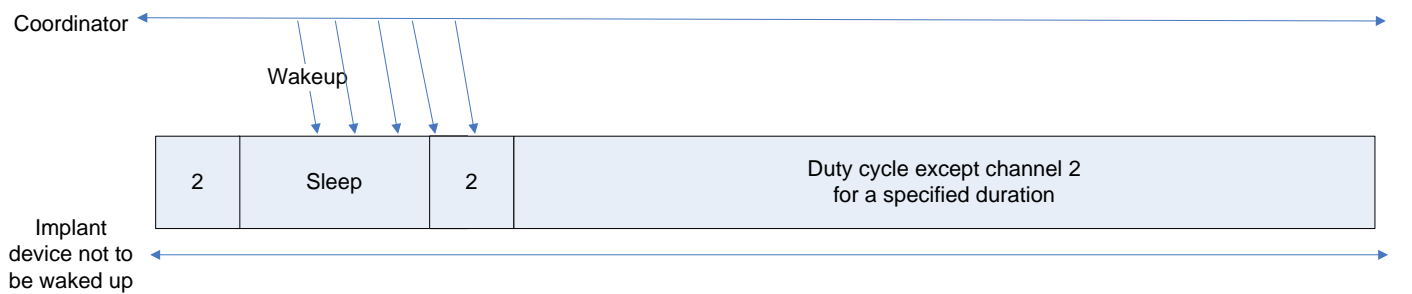 Coordinator
Wakeup
2
Sleep
2
Duty cycle except channel 2
for a specified duration
Implant
device not to
be waked up